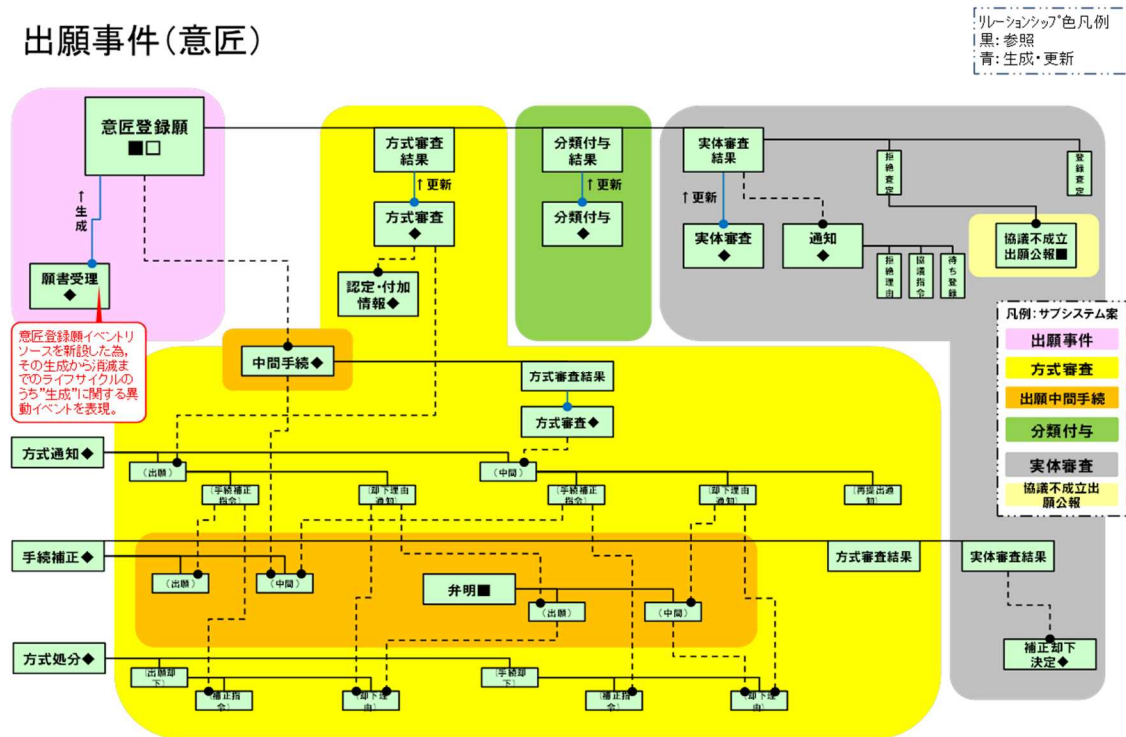 出願事件(意匠)
リレーションシップ色凡例
黒:参照
青:生成・更新
意匠登録願
■□
↑生成
願書受理
◆
意匠登録願イベントリ
ソースを新設した為,
その生成から消滅ま
でのライフサイクルの
うち”生成”に関する異
動イベントを表現。
方式審査
結果
↑更新
方式審査
◆
認定・付加
情報◆
分類付与
結果
↑更新
分類付与
◆
実体審査
結果
↑更新
実体審査
◆
通知
◆
拒絶理由
協議指令
待ち登録
拒絶査定
登録査定
協議不成立
出願公報■
凡例:サブシステム案
出願事件
方式審査
出願中間手続
分類付与
実体審査
協議不成立出
願公報
中間手続◆
方式審査結果
方式審査◆
方式通知◆
(出願)
(中間)
(手続補正
指令)
(却下理由
通知)
(手続補正
指令)
(却下理由
通知)
(再提出通
知)
手続補正◆
方式審査結果
実体審査結果
(出願)
(中間)
弁明■
(出願)
(中間)
補正却下
決定◆
方式処分◆
(出願却
下)
(手続却
下)
(補正指
令)
(却下理
由)
(補正指
令)
(却下理
由)